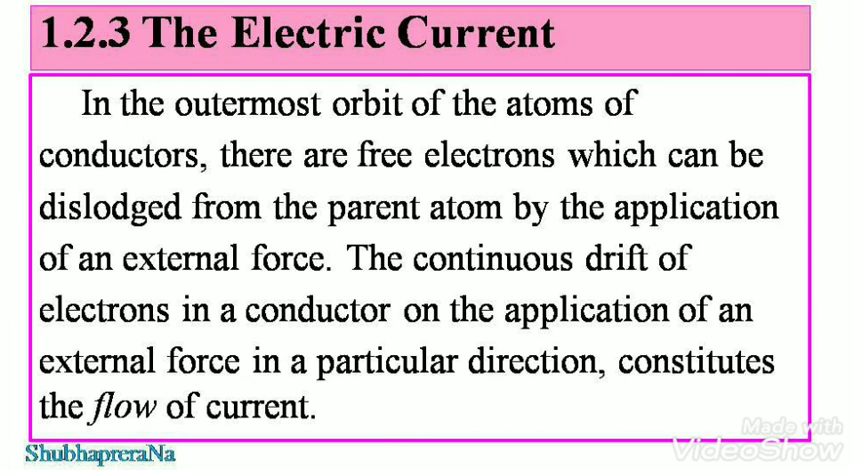 1.2.3 The Electric Current
In the outermost orbit of the atoms of
conductors, there are free electrons which can be
dislodged from the parent atom by the application
of an external force. The continuous drift of
electrons in a conductor on the application of an
external force in a particular direction, constitutes
the flow of current.
ShubhapreraNa
Made with
VideoShow